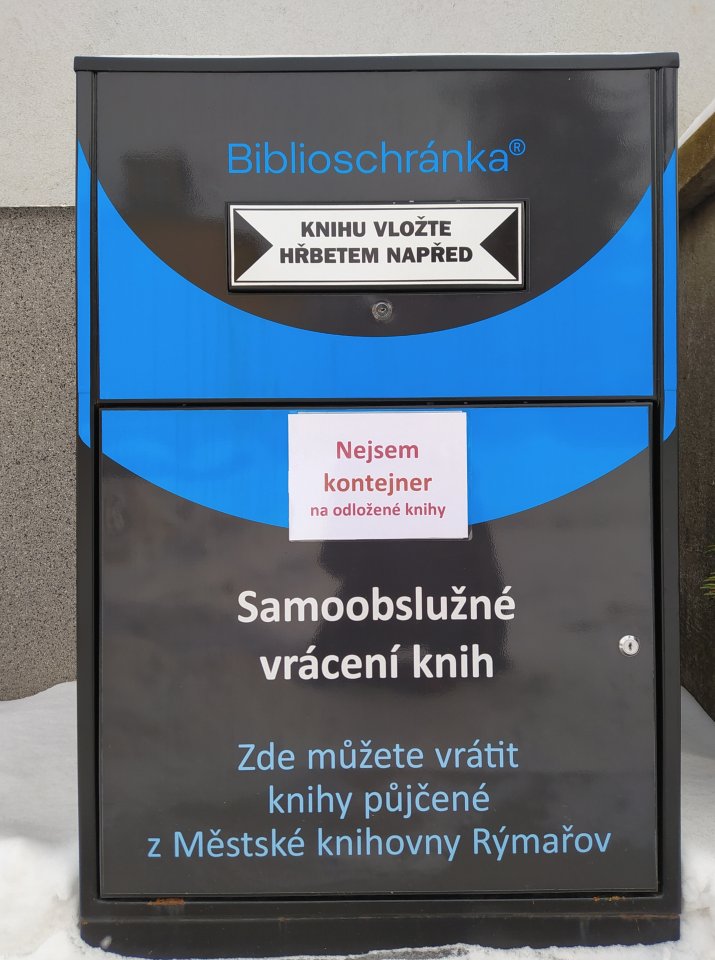 Biblioschránka®
KNIHU VLOŽTE
HŘBETEM NAPŘED
Nejsem
kontejner
na odložené knihy
Samoobslužné
vrácení knih
Zde můžete vrátit
knihy půjčené
z Městské knihovny Rýmařov